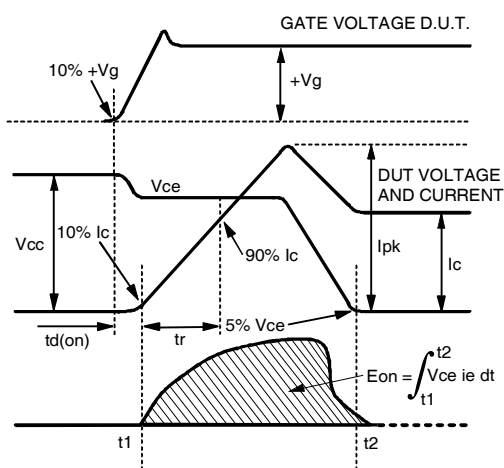 GATE VOLTAGE D.U.T.
10% +Vg
+Vg
DUT VOLTAGE
AND CURRENT
Vce
10% Ic
Vcc
90% Ic
Ipk
Ic
td(on)
tr
5% Vce
Eon = ∫ Vce ie dt
t2
t1
t1
t2